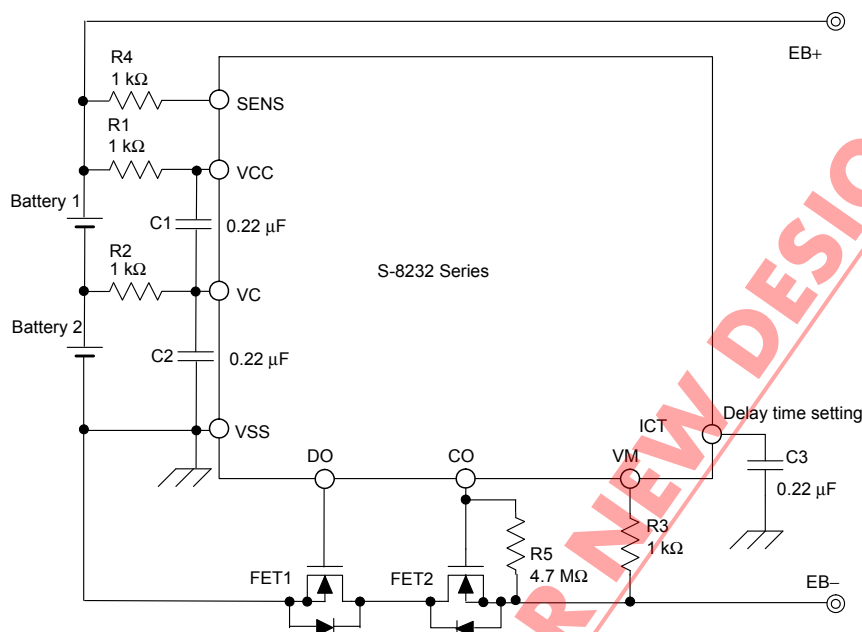 EB+
R4
1 kΩ
SENS
R1
1 kΩ
VCC
Battery 1
C1
0.22 μF
R2
1 kΩ
S-8232 Series
VC
Battery 2
C2
0.22 μF
Delay time setting
ICT
VSS
DO
CO
VM
C3
0.22 μF
R3
1 kΩ
R5
4.7 MΩ
FET1
FET2
EB−
R NEW DESIG